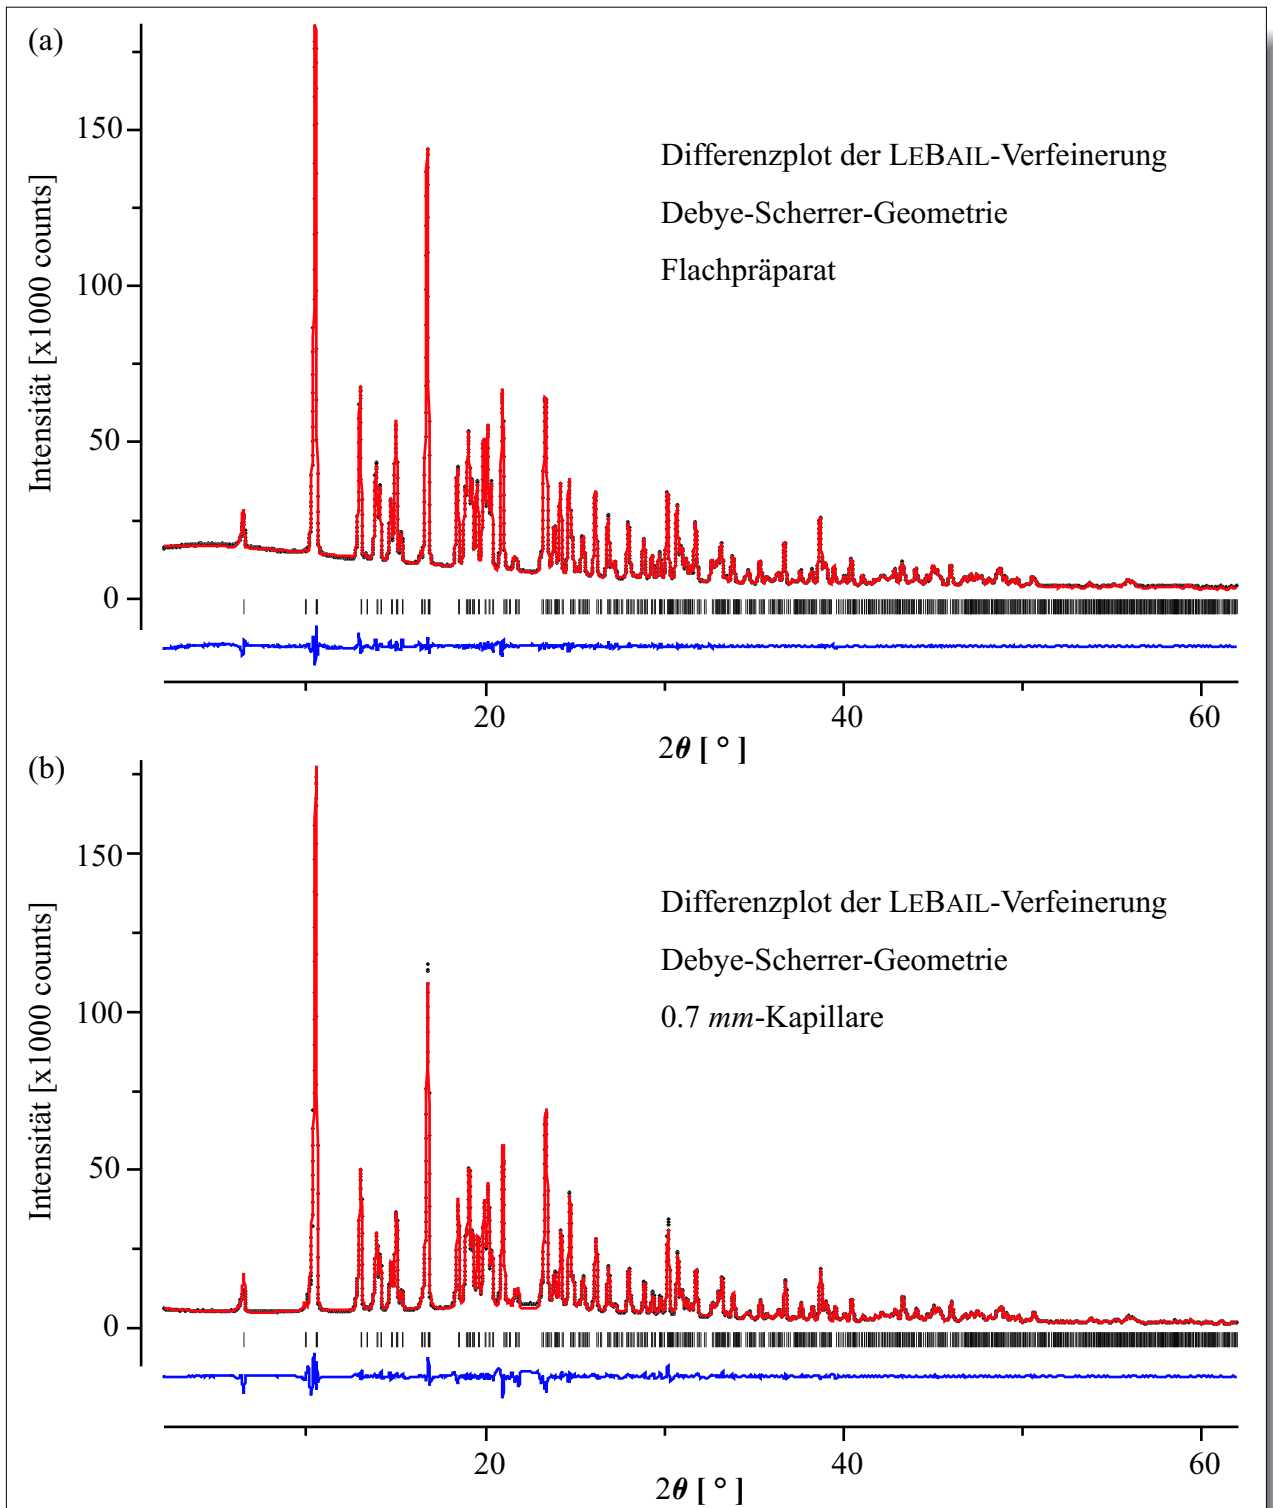 (a)
Differenzplot der LEBAIL-Verfeinerung
Debye-Scherrer-Geometrie
Flachpräparat
Intensität [x1000 counts]
150
100
50
0
20 40 60
2θ [ ° ]
(b)
Differenzplot der LEBAIL-Verfeinerung
Debye-Scherrer-Geometrie
0.7 mm-Kapillare
Intensität [x1000 counts]
150
100
50
0
20 40 60
2θ [ ° ]